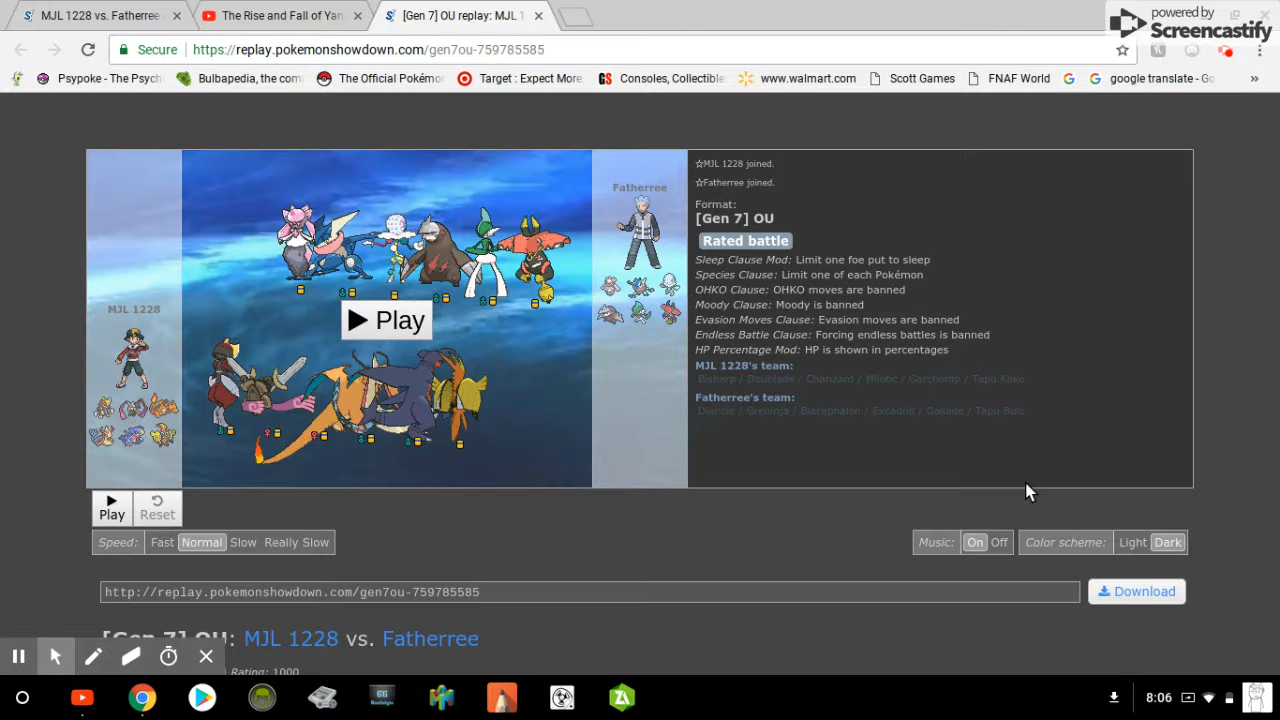 MJL 1228 vs. Fatherree
The Rise and Fall of Yan
[Gen 7] OU replay: MJL 1
powered by
Screencastify
Secure
https://replay.pokemonshowdown.com/gen7ou-759785585
Psypoke - The Psych
Bulbapedia, the com
The Official Pokémo
Target : Expect More.
Consoles, Collectible
www.walmart.com
Scott Games
FNAF World
google translate - Go
»
☆MJL 1228 joined.
☆Fatherree joined.
Fatherree
Format:
[Gen 7] OU
Rated battle
Sleep Clause Mod: Limit one foe put to sleep
Species Clause: Limit one of each Pokémon
OHKO Clause: OHKO moves are banned
Moody Clause: Moody is banned
Evasion Moves Clause: Evasion moves are banned
Endless Battle Clause: Forcing endless battles is banned
HP Percentage Mod: HP is shown in percentages
MJL 1228's team:
Bisharp / Doublade / Charizard / Milotic / Garchomp / Tapu Koko
Fatherree's team:
Diancie / Greninja / Blacephalon / Excadrill / Gallade / Tapu Bulu
MJL 1228
Play
Play
Reset
Speed: Fast Normal Slow Really Slow
Music: On Off
Color scheme: Light Dark
http://replay.pokemonshowdown.com/gen7ou-759785585
Download
[Gen 7] OU: MJL 1228 vs. Fatherree
Rating: 1000
8:06